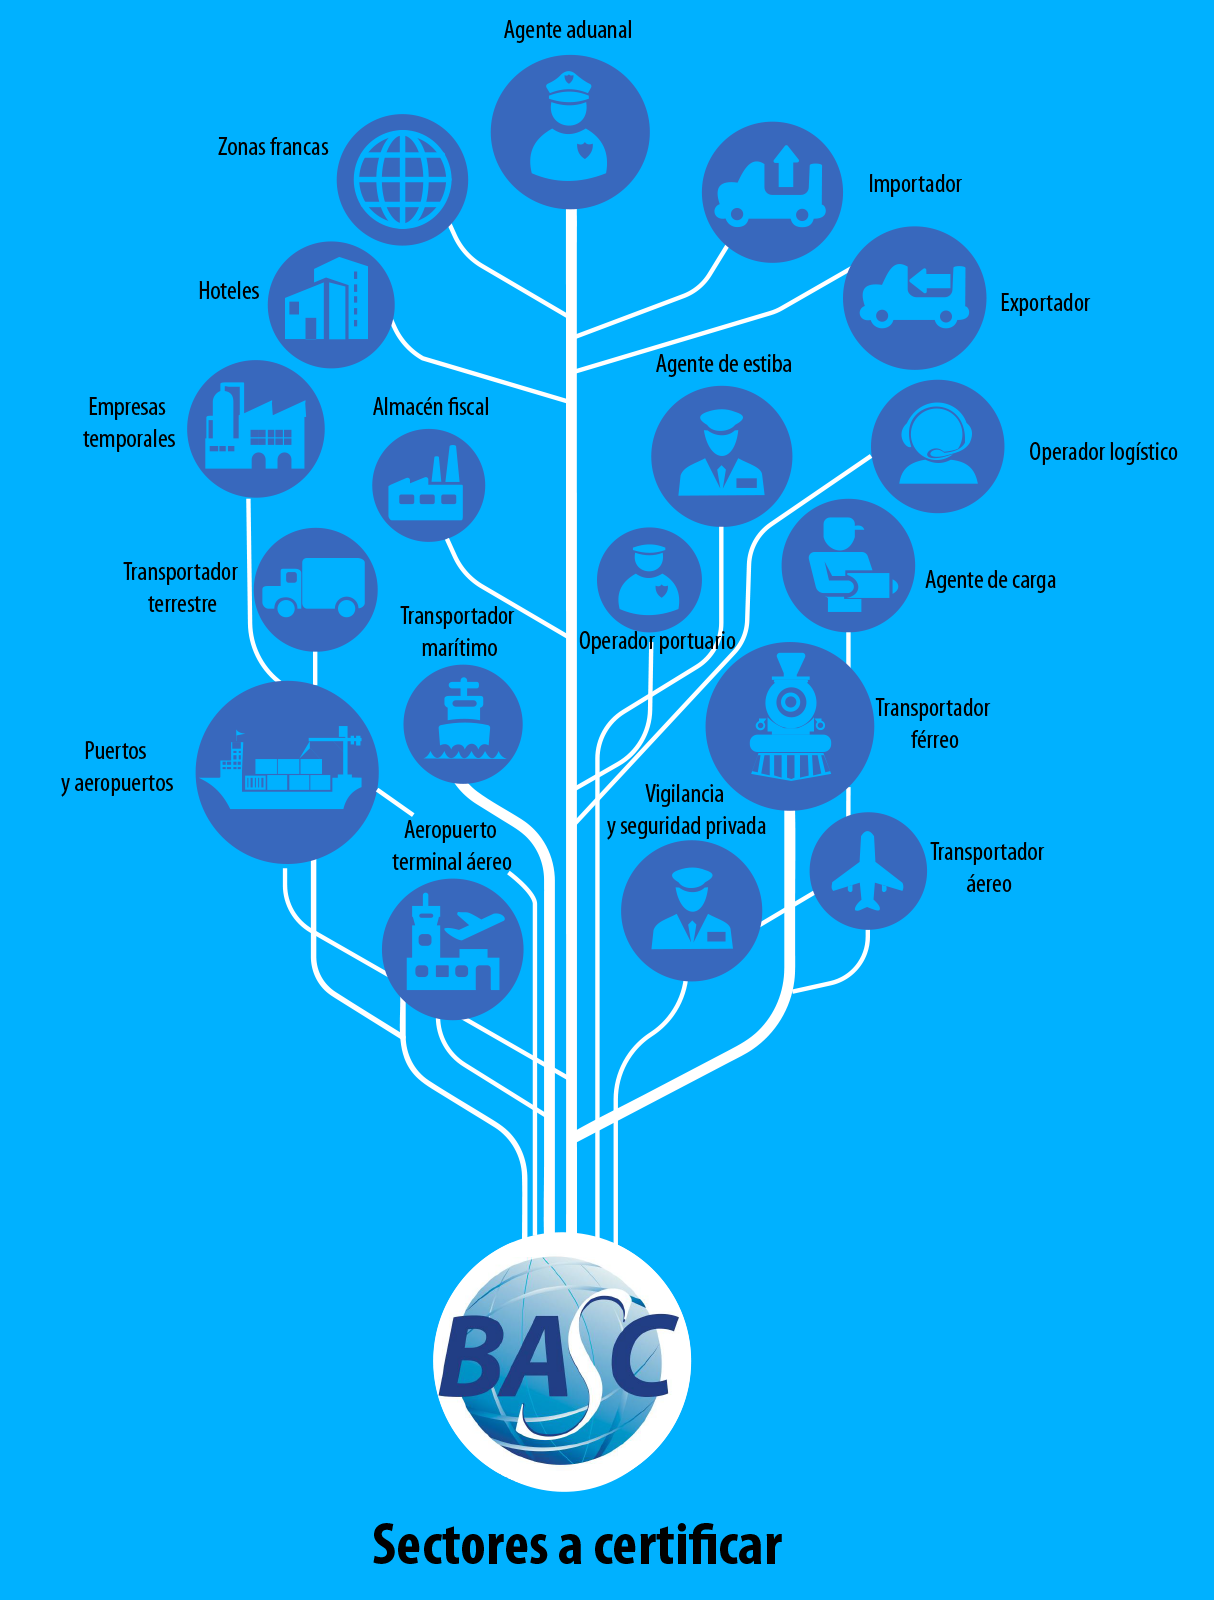 Agente aduanal
Zonas francas
Importador
Hoteles
Exportador
Agente de estiba
Empresas
temporales
Almacén fiscal
Operador logístico
Transportador
terrestre
Agente de carga
Transportador
marítimo
Operador portuario
Transportador
férreo
Puertos
y aeropuertos
Vigilancia
y seguridad privada
Aeropuerto
terminal áereo
Transportador
áereo
BASC
Sectores a certificar